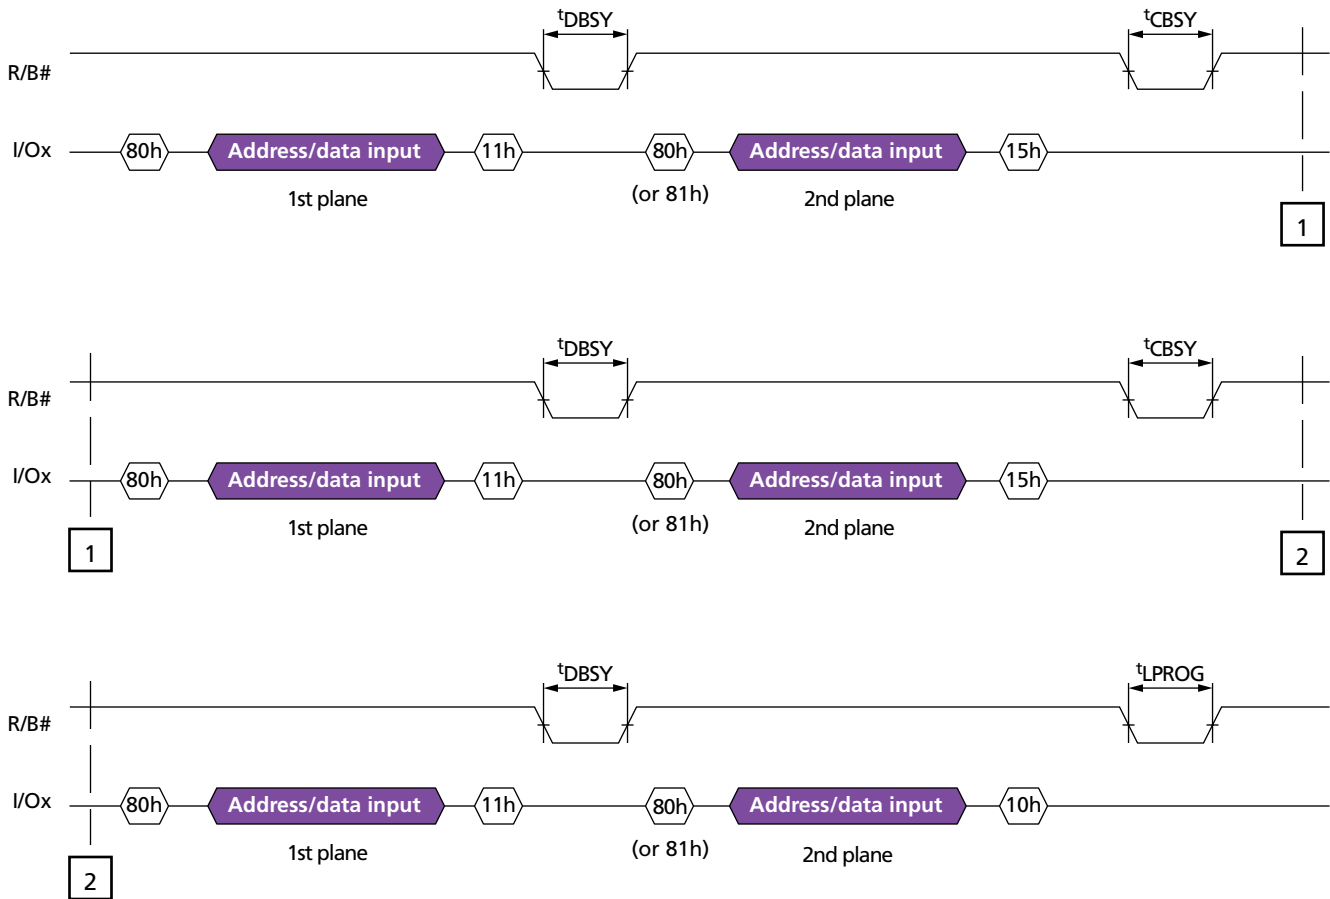 tDBSY tCBSY
R/B#
I/Ox 80h Address/data input 11h 80h Address/data input 15h
1st plane (or 81h) 2nd plane
1
tDBSY tCBSY
R/B#
I/Ox 80h Address/data input 11h 80h Address/data input 15h
1st plane (or 81h) 2nd plane
1 2
tDBSY tLPROG
R/B#
I/Ox 80h Address/data input 11h 80h Address/data input 10h
1st plane (or 81h) 2nd plane
2